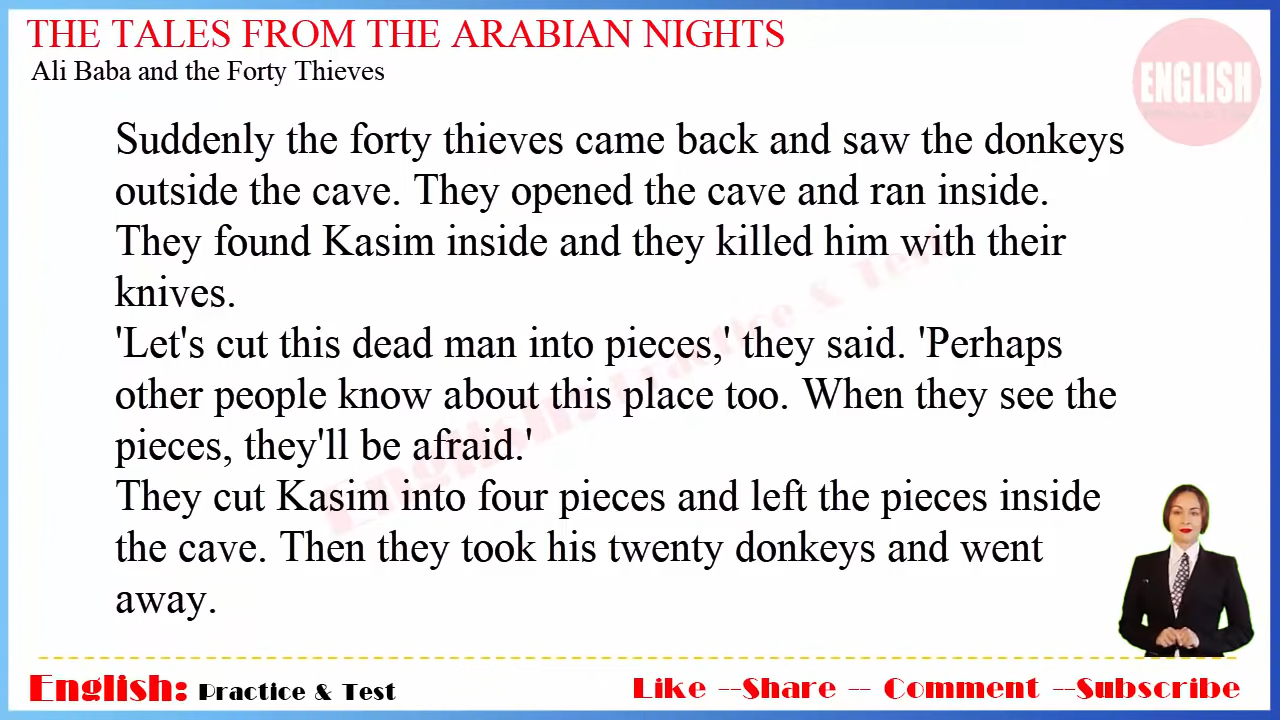 THE TALES FROM THE ARABIAN NIGHTS
Ali Baba and the Forty Thieves
ENGLISH
Suddenly the forty thieves came back and saw the donkeys
outside the cave. They opened the cave and ran inside.
They found Kasim inside and they killed him with their
knives.
'Let's cut this dead man into pieces,' they said. 'Perhaps
other people know about this place too. When they see the
pieces, they'll be afraid.'
They cut Kasim into four pieces and left the pieces inside
the cave. Then they took his twenty donkeys and went
away.
English: Practice & Test
English: Practice & Test
Like --Share -- Comment --Subscribe